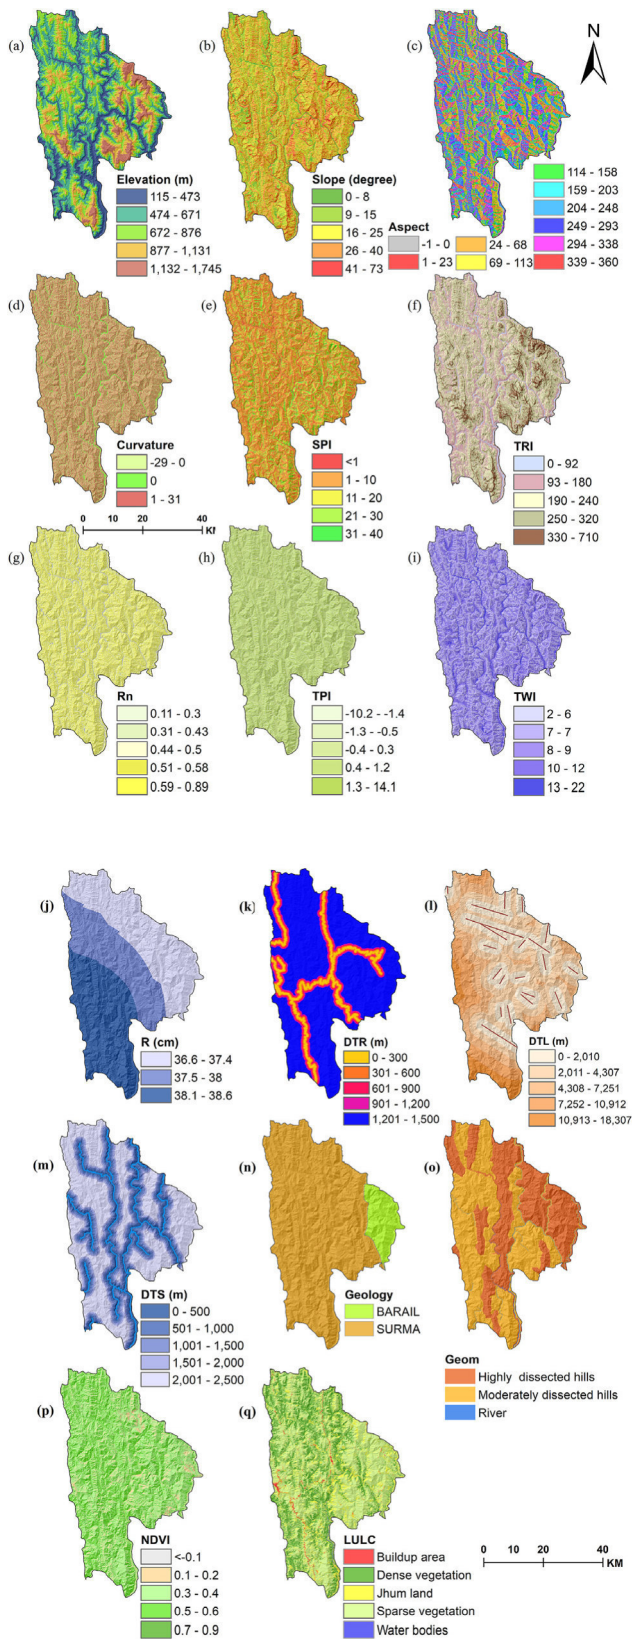 (a)
(b)
(c)
N
Elevation (m)
115 - 473
474 - 671
672 - 876
877 - 1,131
1,132 - 1,745
Slope (degree)
0 - 8
9 - 15
16 - 25
26 - 40
41 - 73
Aspect
-1 - 0
1 - 23
24 - 68
69 - 113
114 - 158
159 - 203
204 - 248
249 - 293
294 - 338
339 - 360
(d)
(e)
(f)
Curvature
-29 - 0
0
1 - 31
0 10 20 40
SPI
<1
1 - 10
11 - 20
21 - 30
31 - 40
TRI
0 - 92
93 - 180
190 - 240
250 - 320
330 - 710
(g)
(h)
(i)
Rn
0.11 - 0.3
0.31 - 0.43
0.44 - 0.5
0.51 - 0.58
0.59 - 0.89
TPI
-10.2 - -1.4
-1.3 - -0.5
-0.4 - 0.3
0.4 - 1.2
1.3 - 14.1
TWI
2 - 6
7 - 7
8 - 9
10 - 12
13 - 22
(j)
(k)
(l)
R (cm)
36.6 - 37.4
37.5 - 38
38.1 - 38.6
DTR (m)
0 - 300
301 - 600
601 - 900
901 - 1,200
1,201 - 1,500
DTL (m)
0 - 2,010
2,011 - 4,307
4,308 - 7,251
7,252 - 10,912
10,913 - 18,307
(m)
(n)
(o)
DTS (m)
0 - 500
501 - 1,000
1,001 - 1,500
1,501 - 2,000
2,001 - 2,500
Geology
BARAIL
SURMA
Geom
Highly dissected hills
Moderately dissected hills
River
(p)
(q)
NDVI
<-0.1
0.1 - 0.2
0.3 - 0.4
0.5 - 0.6
0.7 - 0.9
LULC
Buildup area
Dense vegetation
Jhum land
Sparse vegetation
Water bodies
0 20 40
KM